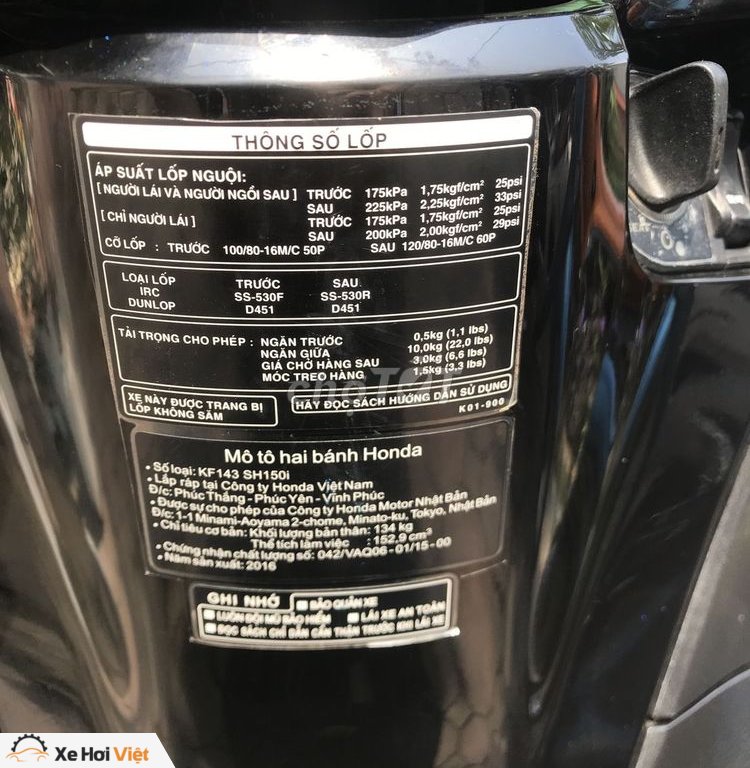 THÔNG SỐ LỐP
ÁP SUẤT LỐP NGUỘI:
[ NGƯỜI LÁI VÀ NGƯỜI NGỒI SAU ] TRƯỚC 175kPa 1,75kgf/cm² 25psi
SAU 225kPa 2,25kgf/cm² 33psi
[ CHỈ NGƯỜI LÁI ] TRƯỚC 175kPa 1,75kgf/cm² 25psi
SAU 200kPa 2,00kgf/cm² 29psi
CỠ LỐP : TRƯỚC 100/80-16M/C 50P SAU 120/80-16M/C 60P
LOẠI LỐP TRƯỚC SAU
IRC SS-530F SS-530R
DUNLOP D451 D451
TẢI TRỌNG CHO PHÉP : NGĂN TRƯỚC 0,5kg (1,1 lbs)
NGĂN GIỮA 10,0kg (22,0 lbs)
GIÁ CHỞ HÀNG SAU 3,0kg (6,6 lbs)
MÓC TREO HÀNG 1,5kg (3,3 lbs)
XE NÀY ĐƯỢC TRANG BỊ
LỐP KHÔNG SĂM
HÃY ĐỌC SÁCH HƯỚNG DẪN SỬ DỤNG
K01-900
Mô tô hai bánh Honda
• Số loại: KF143 SH150i
• Lắp ráp tại Công ty Honda Việt Nam
Đ/c: Phúc Thắng - Phúc Yên - Vĩnh Phúc
• Được sự cho phép của Công ty Honda Motor Nhật Bản
Đ/c: 1-1 Minami-Aoyama 2-chome, Minato-ku, Tokyo, Nhật Bản
• Chỉ tiêu cơ bản: Khối lượng bản thân: 134 kg
Thể tích làm việc : 152,9 cm³
• Chứng nhận chất lượng số: 042/VAQ06 - 01/15 - 00
• Năm sản xuất: 2016
GHI NHỚ
BẢO QUẢN XE
LUÔN ĐỘI MŨ BẢO HIỂM
LÁI XE AN TOÀN
ĐỌC SÁCH CHỈ DẪN CẨN THẬN TRƯỚC KHI LÁI XE
choTỐT
Xe Hơi Việt